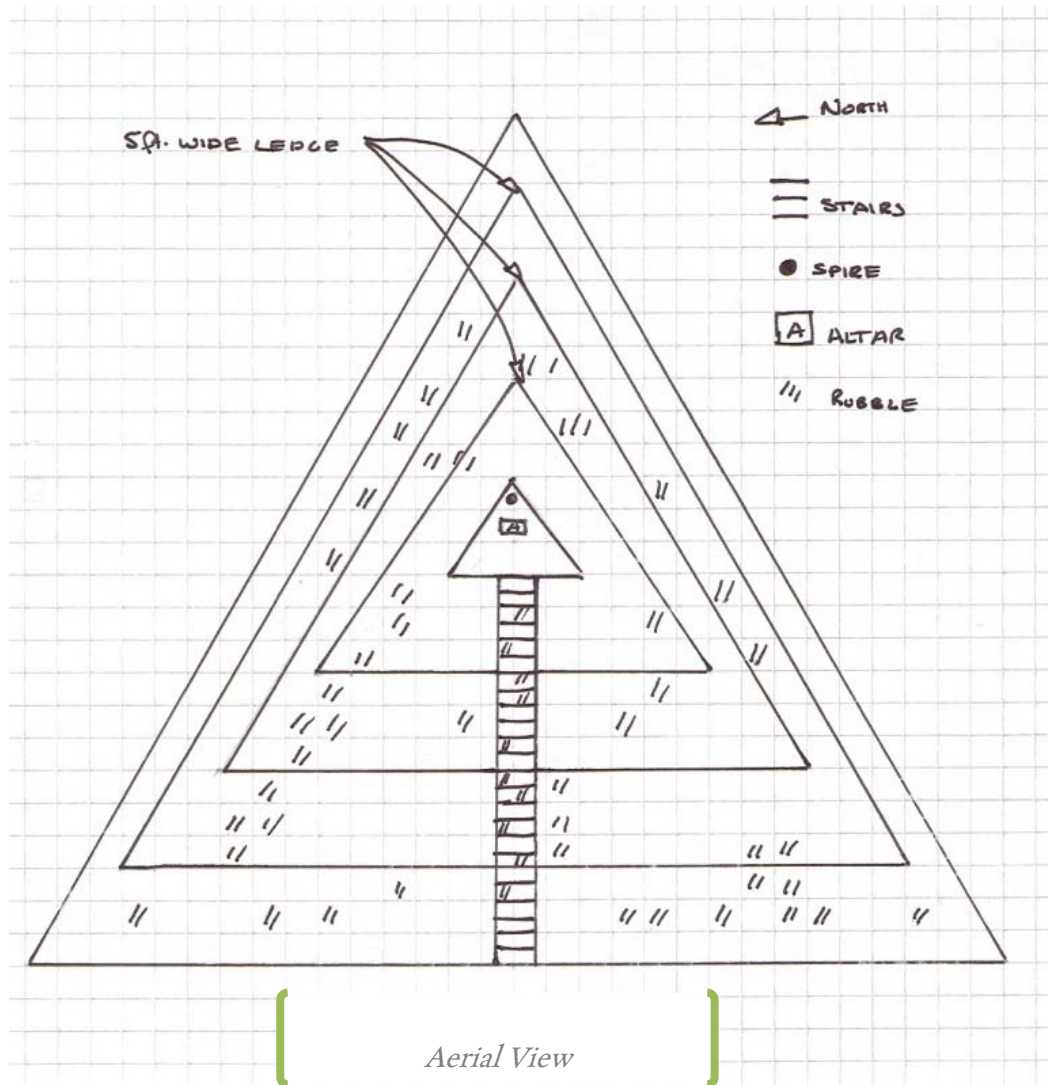 5ft. WIDE LEDGE
NORTH
STAIRS
SPIRE
A ALTAR
RUBBLE
A
Aerial View